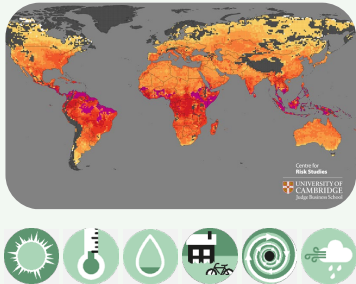 Centre for
Risk Studies
UNIVERSITY OF
CAMBRIDGE
Judge Business School